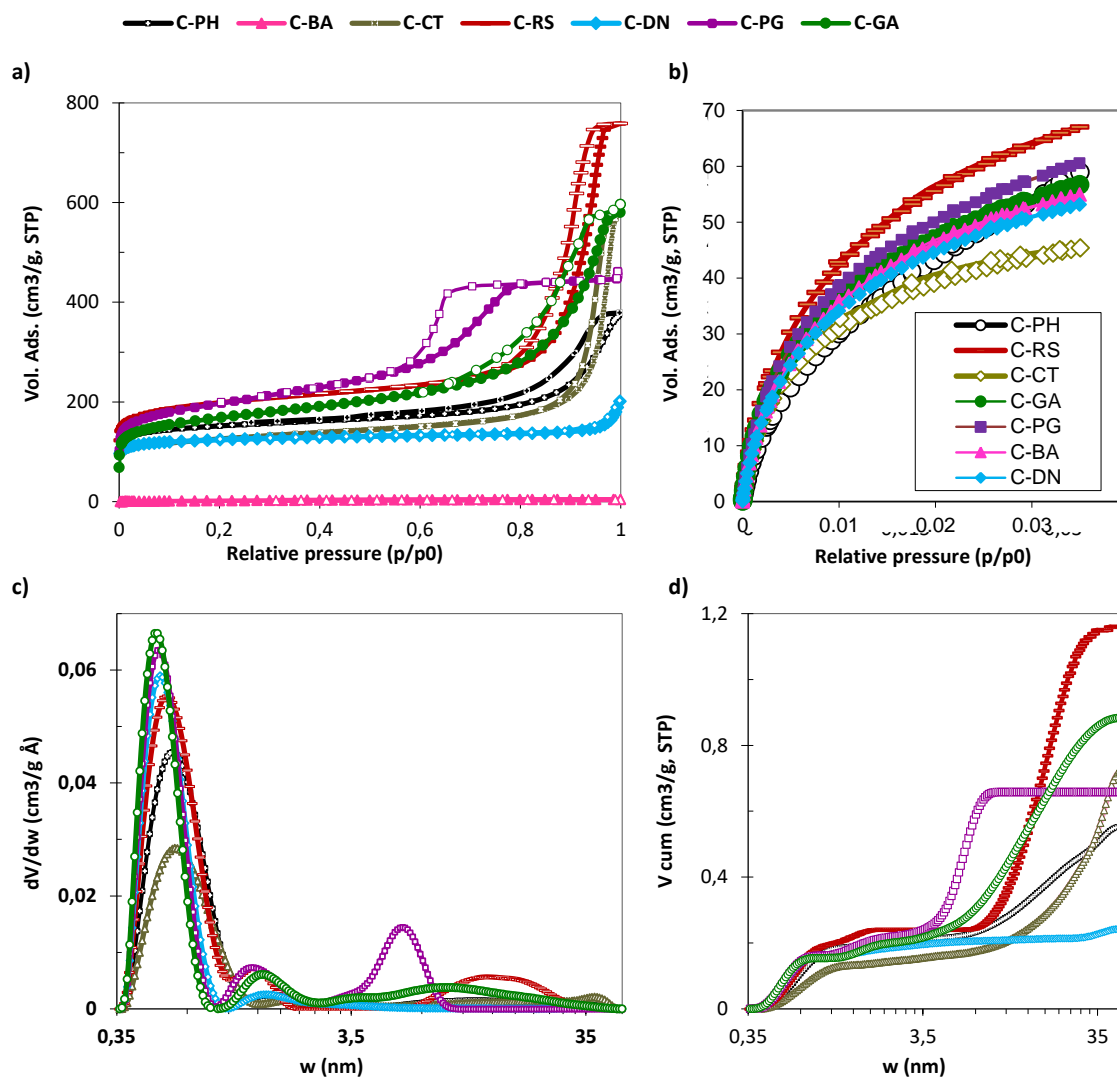 C-PH C-BA C-CT C-RS C-DN C-PG C-GA
a)
b)
800
600
400
200
0
Vol. Ads. (cm3/g, STP)
0 0,2 0,4 0,6 0,8 1
Relative pressure (p/p0)
70
60
50
40
30
20
10
0
Vol. Ads. (cm3/g, STP)
C-PH
C-RS
C-CT
C-GA
C-PG
C-BA
C-DN
0 0.01 0.02 0.03
Relative pressure (p/p0)
c)
d)
0,06
0,04
0,02
0
dV/dw (cm3/g Å)
0,35 3,5 35
w (nm)
1,2
0,8
0,4
0
V cum (cm3/g, STP)
0,35 3,5 35
w (nm)